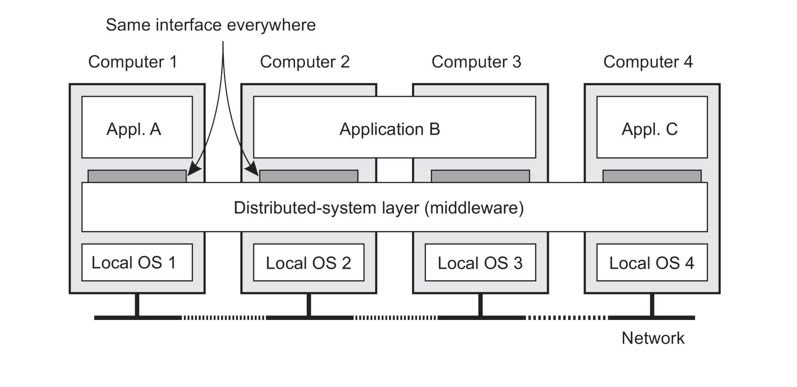 Same interface everywhere
Computer 1
Computer 2
Computer 3
Computer 4
Appl. A
Application B
Appl. C
Distributed-system layer (middleware)
Local OS 1
Local OS 2
Local OS 3
Local OS 4
Network